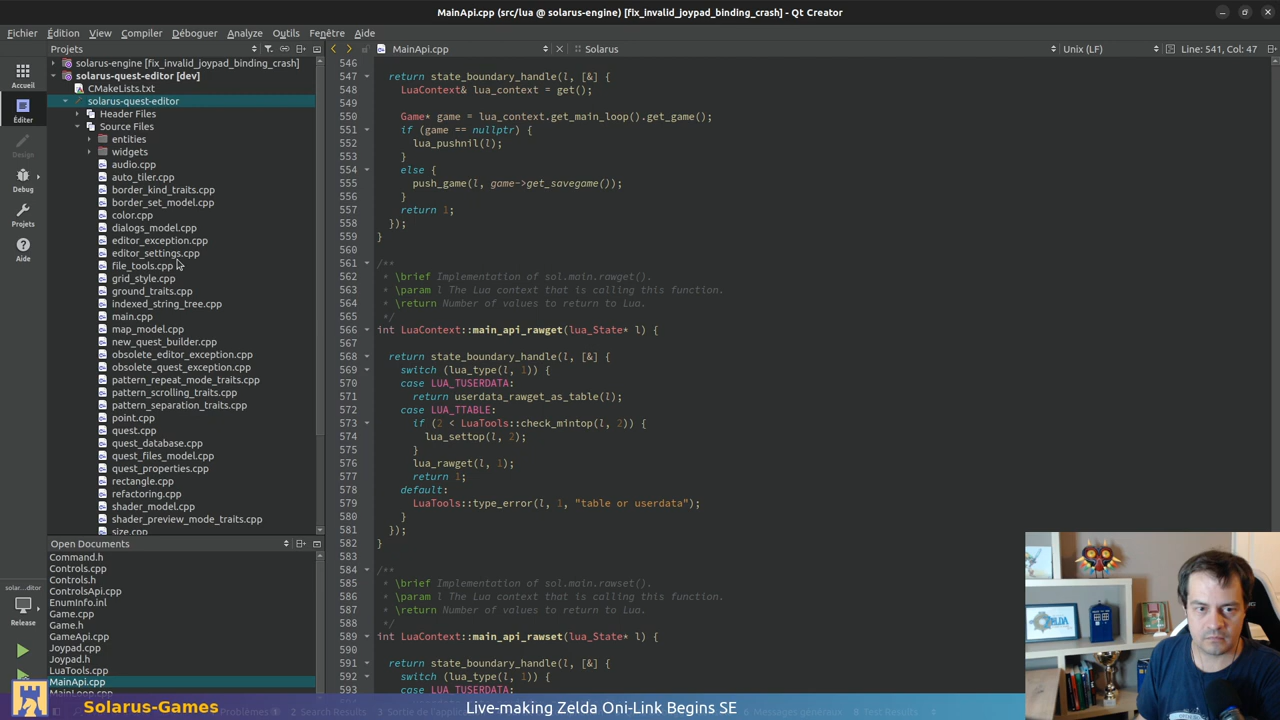 MainApi.cpp (src/lua @ solarus-engine) [fix_invalid_joypad_binding_crash] - Qt Creator
Fichier Édition View Compiler Déboguer Analyze Outils Fenêtre Aide
Projets
MainApi.cpp
Solarus
Unix (LF)
Line: 541, Col: 47
Accueil
Éditer
Design
Debug
Projets
Aide
Release
solarus-engine [fix_invalid_joypad_binding_crash]
solarus-quest-editor [dev]
CMakeLists.txt
solarus-quest-editor
Header Files
Source Files
entities
widgets
audio.cpp
auto_tiler.cpp
border_kind_traits.cpp
border_set_model.cpp
color.cpp
dialogs_model.cpp
editor_exception.cpp
editor_settings.cpp
file_tools.cpp
grid_style.cpp
ground_traits.cpp
indexed_string_tree.cpp
main.cpp
map_model.cpp
new_quest_builder.cpp
obsolete_editor_exception.cpp
obsolete_quest_exception.cpp
pattern_repeat_mode_traits.cpp
pattern_scrolling_traits.cpp
pattern_separation_traits.cpp
point.cpp
quest.cpp
quest_database.cpp
quest_files_model.cpp
quest_properties.cpp
rectangle.cpp
refactoring.cpp
shader_model.cpp
shader_preview_mode_traits.cpp
size.cpp
Open Documents
Command.h
Controls.cpp
Controls.h
ControlsApi.cpp
EnumInfo.inl
Game.cpp
Game.h
GameApi.cpp
Joypad.cpp
Joypad.h
LuaTools.cpp
MainApi.cpp
MainLoop.cpp
546
547 return state_boundary_handle(l, [&] {
548 LuaContext& lua_context = get();
549
550 Game* game = lua_context.get_main_loop().get_game();
551 if (game == nullptr) {
552 lua_pushnil(l);
553 }
554 else {
555 push_game(l, game->get_savegame());
556 }
557 return 1;
558 });
559 }
560
561 /**
562 * \brief Implementation of sol.main.rawget().
563 * \param l The Lua context that is calling this function.
564 * \return Number of values to return to Lua.
565 */
566 int LuaContext::main_api_rawget(lua_State* l) {
567
568 return state_boundary_handle(l, [&] {
569 switch (lua_type(l, 1)) {
570 case LUA_TUSERDATA:
571 return userdata_rawget_as_table(l);
572 case LUA_TTABLE:
573 if (2 < LuaTools::check_mintop(l, 2)) {
574 lua_settop(l, 2);
575 }
576 lua_rawget(l, 1);
577 return 1;
578 default:
579 LuaTools::type_error(l, 1, "table or userdata");
580 }
581 });
582 }
583
584 /**
585 * \brief Implementation of sol.main.rawset().
586 * \param l The Lua context that is calling this function.
587 * \return Number of values to return to Lua.
588 */
589 int LuaContext::main_api_rawset(lua_State* l) {
590
591 return state_boundary_handle(l, [&] {
592 switch (lua_type(l, 1)) {
593 case LUA_TUSERDATA:
Solarus-Games
Live-making Zelda Oni-Link Begins SE